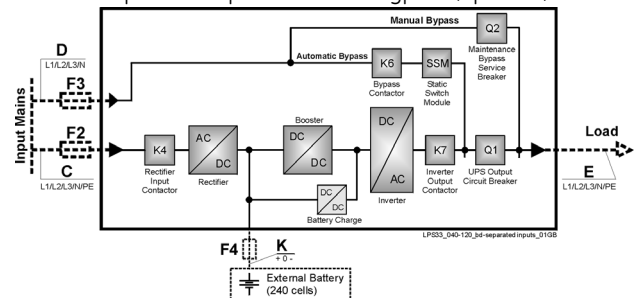 Manual Bypass
Q2
Maintenance
Bypass
Service
Breaker
D
L1/L2/L3/N
F3
Automatic Bypass
K6
Bypass
Contactor
SSM
Static
Switch
Module
Input Mains
F2
C
L1/L2/L3/N/PE
K4
Rectifier
Input
Contactor
AC
DC
Rectifier
Booster
DC
DC
DC
DC
Battery Charge
DC
AC
Inverter
K7
Inverter
Output
Contactor
Q1
UPS Output
Circuit Breaker
Load
E
L1/L2/L3/N/PE
LPS33_040-120_bd-separated inputs_01GB
F4
K
+ 0 -
External Battery
(240 cells)